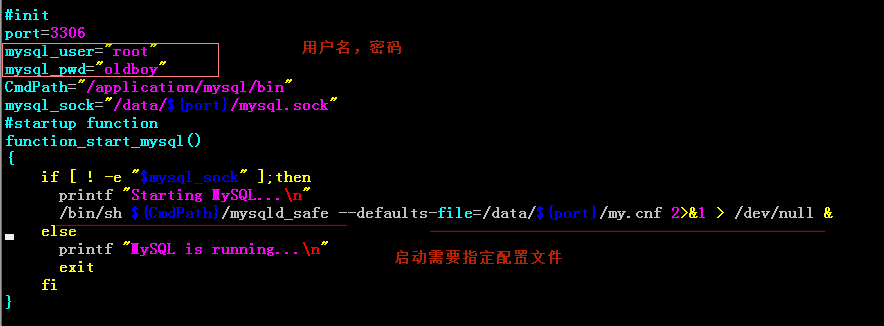 #init
port=3306
mysql_user="root"
用户名，密码
mysql_pwd="oldboy"
CmdPath="/application/mysql/bin"
mysql_sock="/data/${port}/mysql.sock"
#startup function
function_start_mysql()
{
    if [ ! -e "$mysql_sock" ];then
      printf "Starting MySQL...\n"
      /bin/sh ${CmdPath}/mysqld_safe --defaults-file=/data/${port}/my.cnf 2>&1 > /dev/null &
    else
      printf "MySQL is running...\n"
启动需要指定配置文件
      exit
    fi
}